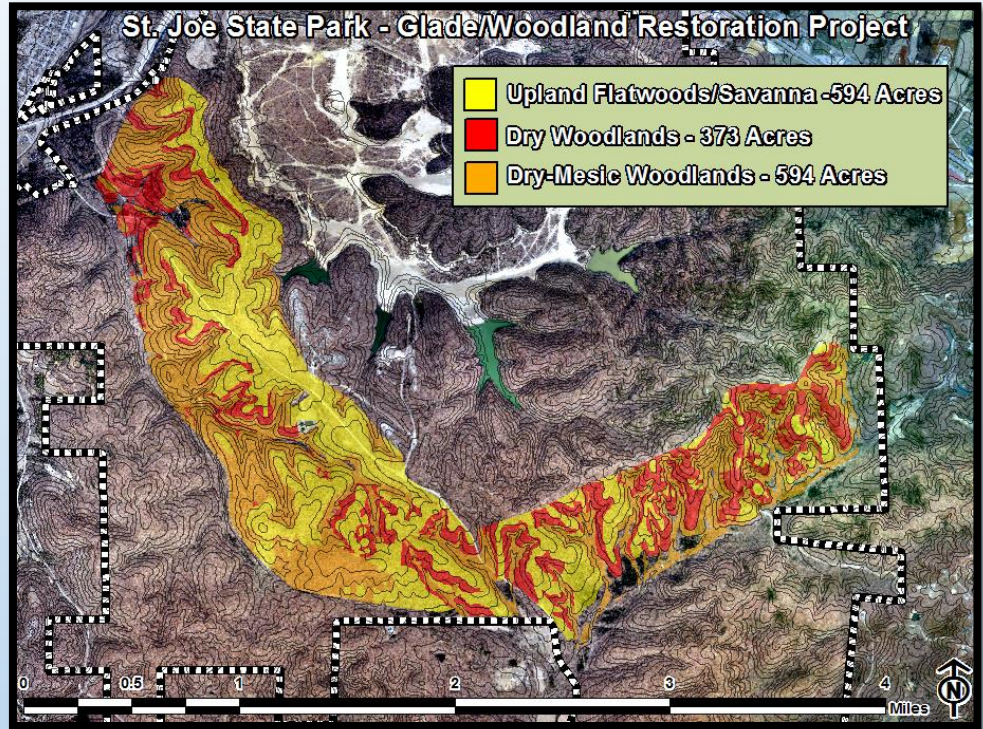 St. Joe State Park - Glade/Woodland Restoration Project
Upland Flatwoods/Savanna -594 Acres
Dry Woodlands - 373 Acres
Dry-Mesic Woodlands - 594 Acres
0 0.5 1 2 3 4
Miles
N